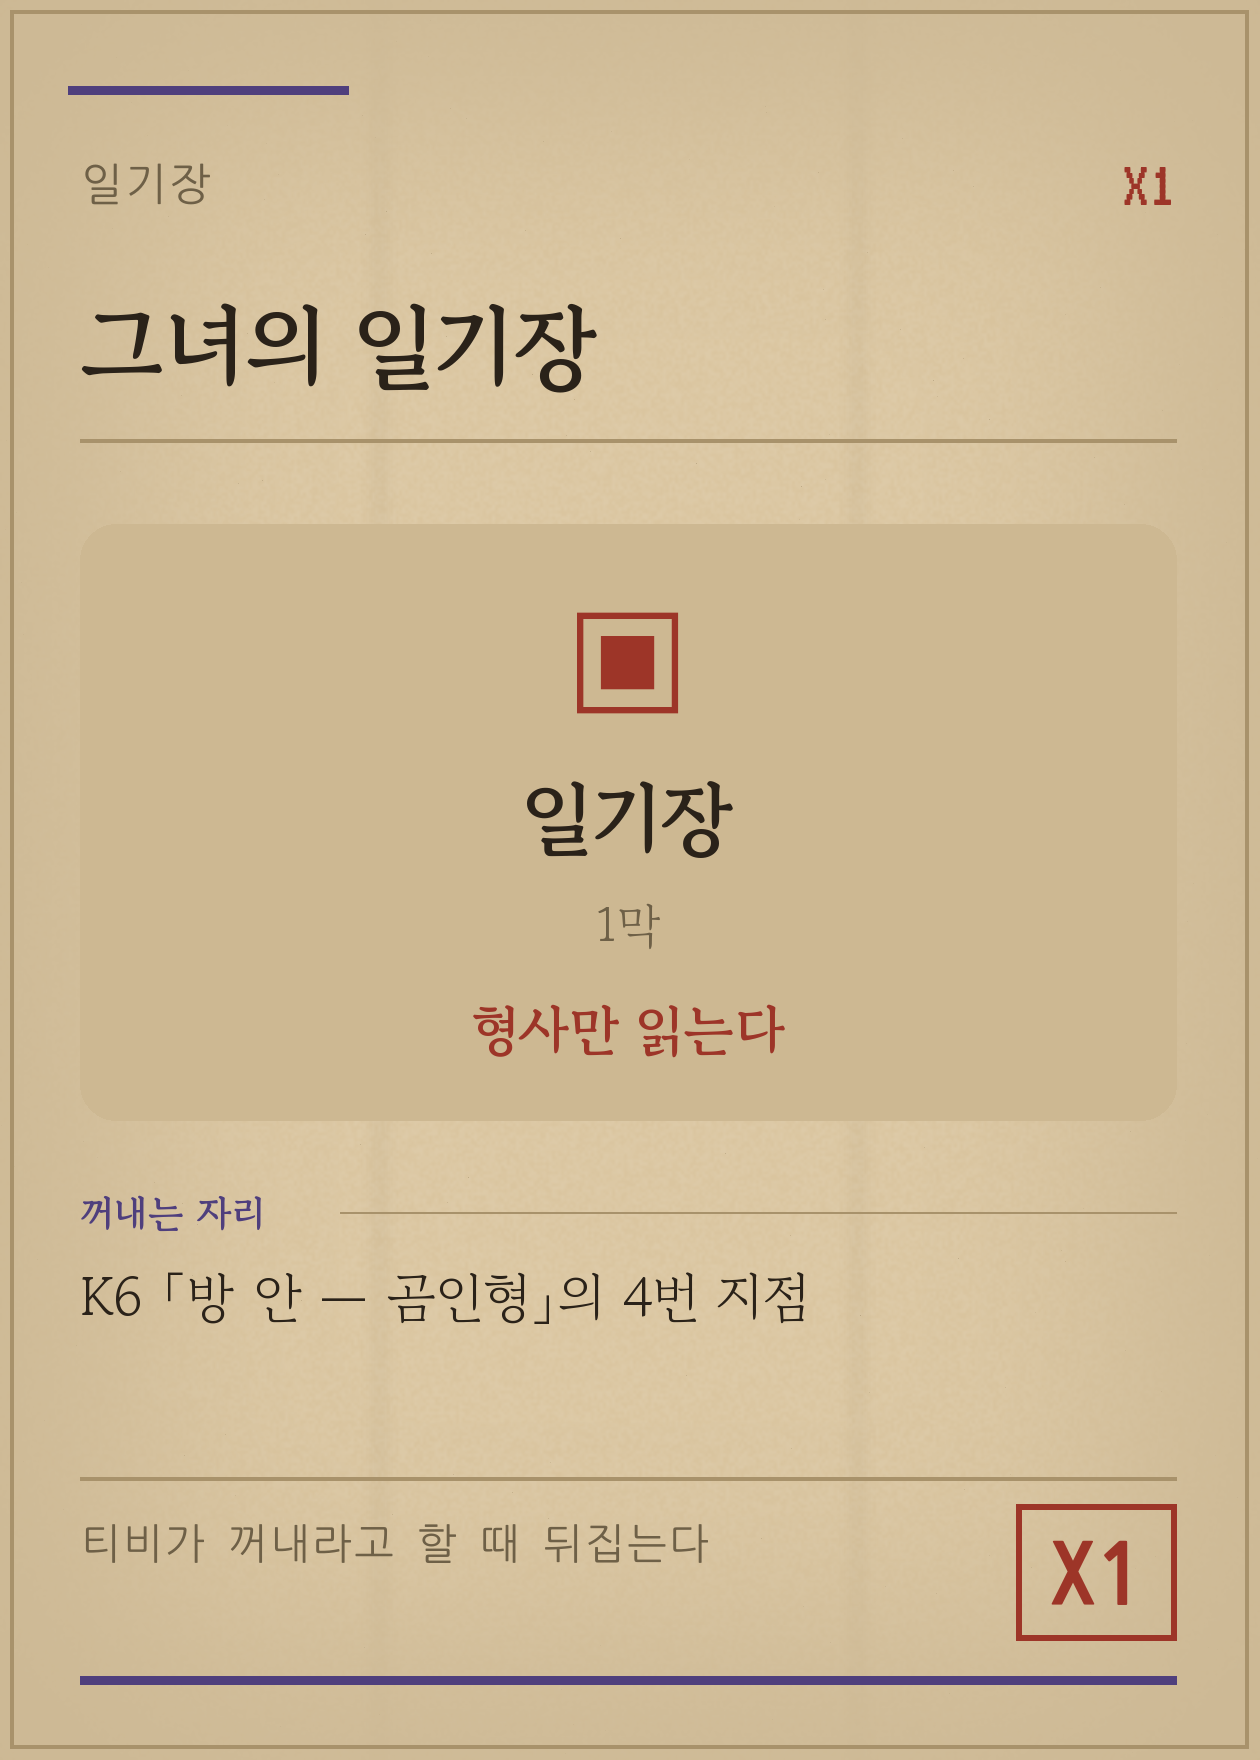 일기장
X1
그녀의 일기장
일기장
1막
형사만 읽는다
꺼내는 자리
K6「방 안 — 곰인형」의 4번 지점
티비가 꺼내라고 할 때 뒤집는다
X1